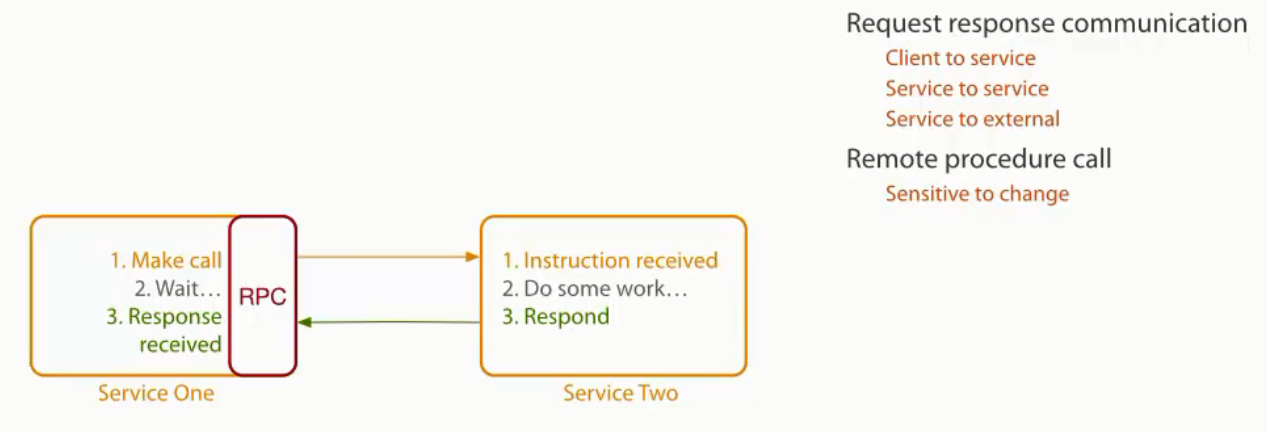 Request response communication
Client to service
Service to service
Service to external
Remote procedure call
Sensitive to change
1. Make call
2. Wait…
3. Response
received
RPC
Service One
1. Instruction received
2. Do some work…
3. Respond
Service Two